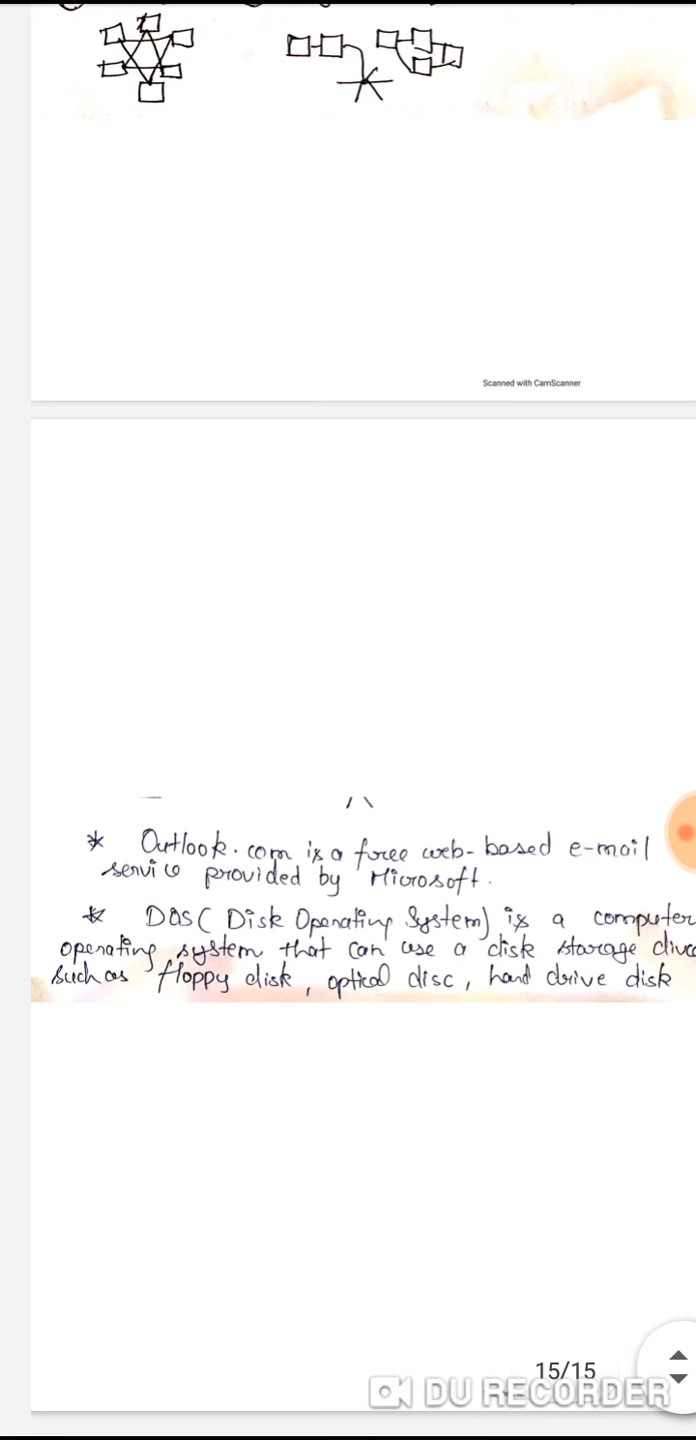 Scanned with CamScanner
* Outlook.com is a free web-based e-mail
service provided by Microsoft.
* DOS ( Disk Operating System) is a computer
operating system that can use a disk storage
such as floppy disk, optical disc, hard drive disk
15/15
DU RECORDER